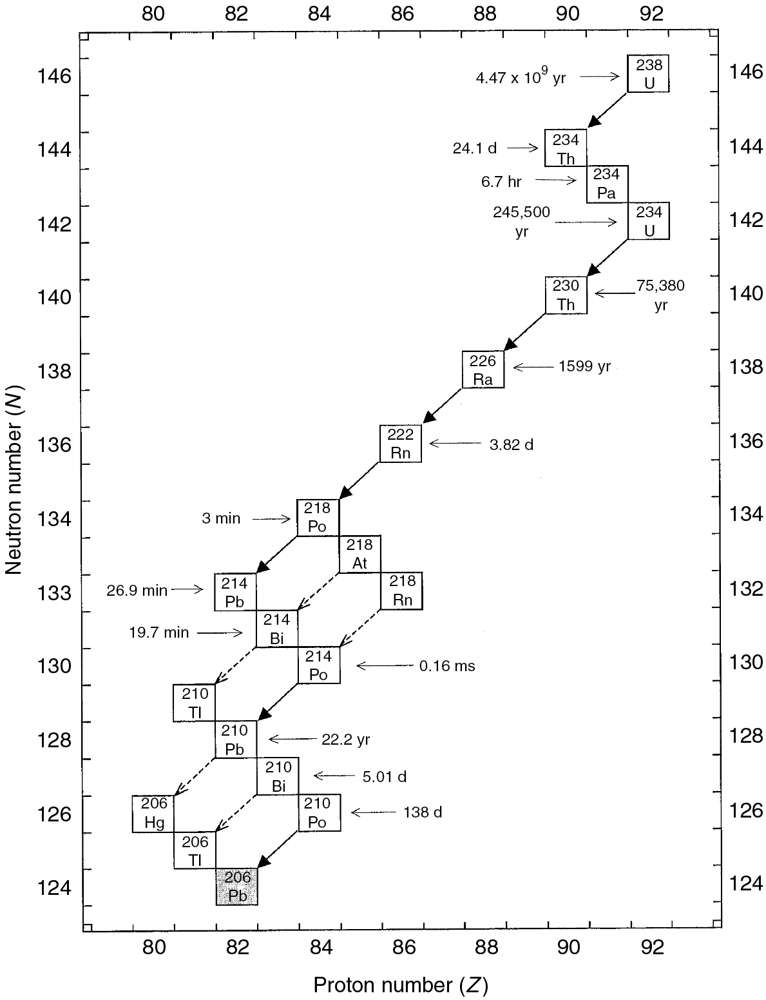 80 82 84 86 88 90 92
146 4.47 x 10⁹ yr 238 146
U
144 24.1 d 234 144
Th
6.7 hr 234
Pa
142 245,500 234 142
yr U
140 230 75,380 140
Th yr
138 226 1599 yr 138
Ra
136 222 3.82 d 136
Rn
134 3 min 218 134
Po
218
At
133 26.9 min 214 218 132
Pb Rn
19.7 min 214
Bi
130 214 0.16 ms 130
Po
210
Tl
128 210 22.2 yr 128
Pb
210 5.01 d
Bi
126 206 210 138 d 126
Hg Po
206
Tl
124 206 124
Pb
80 82 84 86 88 90 92
Proton number (Z)
Neutron number (N)